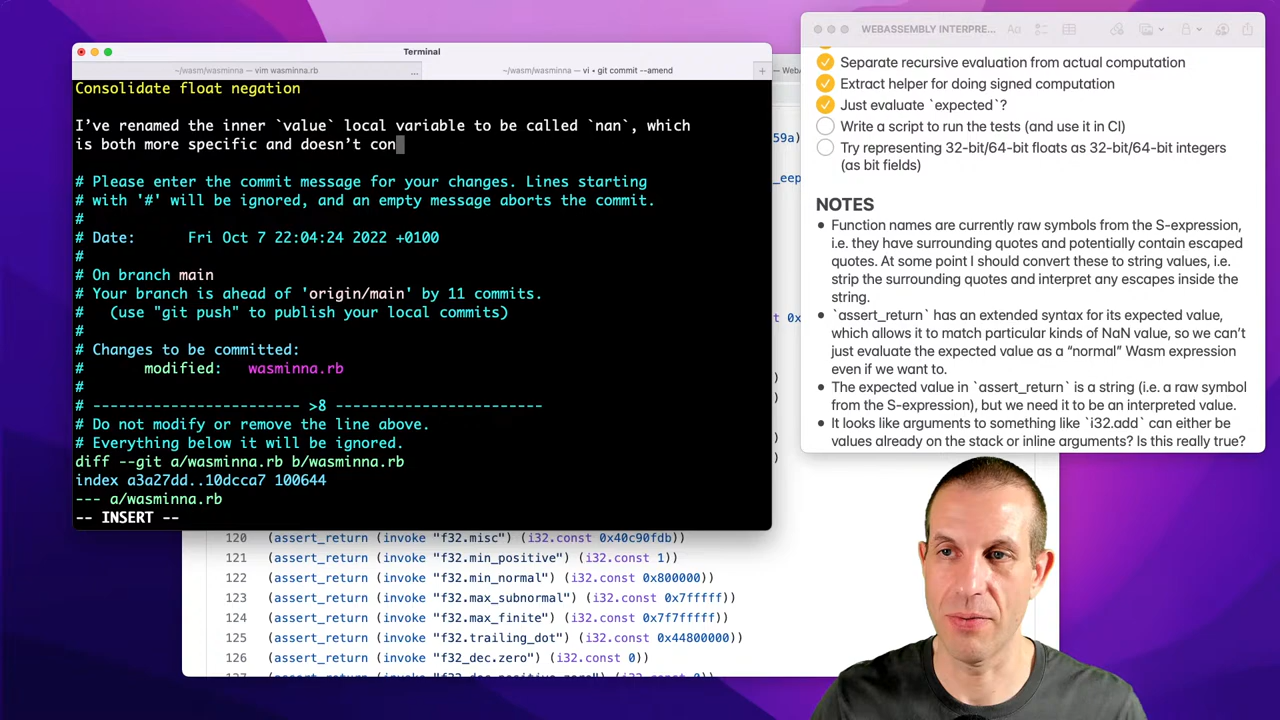 Terminal
~/wasm/wasminna — vim wasminna.rb
...
~/wasm/wasminna — vi • git commit --amend
+
Consolidate float negation
I’ve renamed the inner `value` local variable to be called `nan`, which
is both more specific and doesn’t con
# Please enter the commit message for your changes. Lines starting
# with '#' will be ignored, and an empty message aborts the commit.
#
# Date:      Fri Oct 7 22:04:24 2022 +0100
#
# On branch main
# Your branch is ahead of 'origin/main' by 11 commits.
#   (use "git push" to publish your local commits)
#
# Changes to be committed:
#       modified:   wasminna.rb
#
# ------------------------ >8 ------------------------
# Do not modify or remove the line above.
# Everything below it will be ignored.
diff --git a/wasminna.rb b/wasminna.rb
index a3a27dd..10dcca7 100644
--- a/wasminna.rb
-- INSERT --
WebA
59a)
_eep
st 0x
120 (assert_return (invoke "f32.misc") (i32.const 0x40c90fdb))
121 (assert_return (invoke "f32.min_positive") (i32.const 1))
122 (assert_return (invoke "f32.min_normal") (i32.const 0x800000))
123 (assert_return (invoke "f32.max_subnormal") (i32.const 0x7fffff))
124 (assert_return (invoke "f32.max_finite") (i32.const 0x7f7fffff))
125 (assert_return (invoke "f32.trailing_dot") (i32.const 0x44800000))
126 (assert_return (invoke "f32_dec.zero") (i32.const 0))
WEBASSEMBLY INTERPRE...
Aa
Separate recursive evaluation from actual computation
Extract helper for doing signed computation
Just evaluate `expected`?
Write a script to run the tests (and use it in CI)
Try representing 32-bit/64-bit floats as 32-bit/64-bit integers
(as bit fields)
NOTES
• Function names are currently raw symbols from the S-expression,
i.e. they have surrounding quotes and potentially contain escaped
quotes. At some point I should convert these to string values, i.e.
strip the surrounding quotes and interpret any escapes inside the
string.
• `assert_return` has an extended syntax for its expected value,
which allows it to match particular kinds of NaN value, so we can’t
just evaluate the expected value as a “normal” Wasm expression
even if we want to.
• The expected value in `assert_return` is a string (i.e. a raw symbol
from the S-expression), but we need it to be an interpreted value.
• It looks like arguments to something like `i32.add` can either be
values already on the stack or inline arguments? Is this really true?